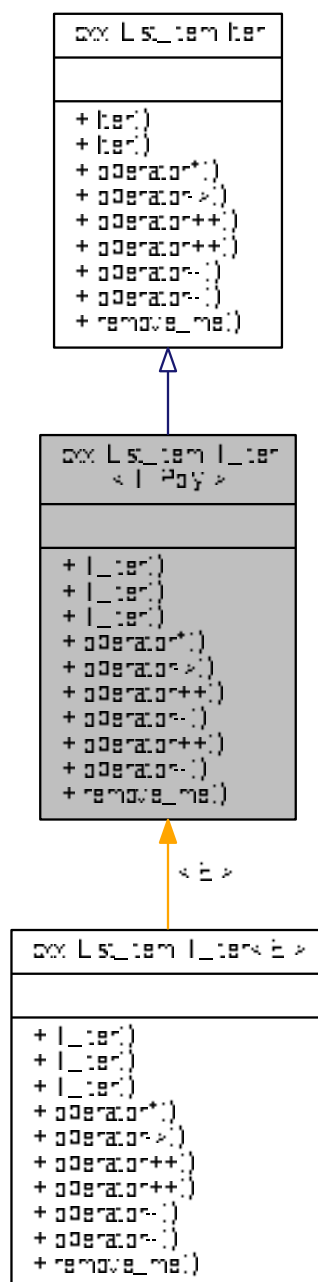 cxx::List_item::Iter
+ Iter()
+ Iter()
+ operator*()
+ operator->()
+ operator++()
+ operator++()
+ operator--()
+ operator--()
+ remove_me()
cxx::List_item::T_iter
< T, Poly >
+ T_iter()
+ T_iter()
+ T_iter()
+ operator*()
+ operator->()
+ operator++()
+ operator--()
+ operator++()
+ operator--()
+ remove_me()
< E >
cxx::List_item::T_iter< E >
+ T_iter()
+ T_iter()
+ T_iter()
+ operator*()
+ operator->()
+ operator++()
+ operator++()
+ operator--()
+ operator--()
+ remove_me()